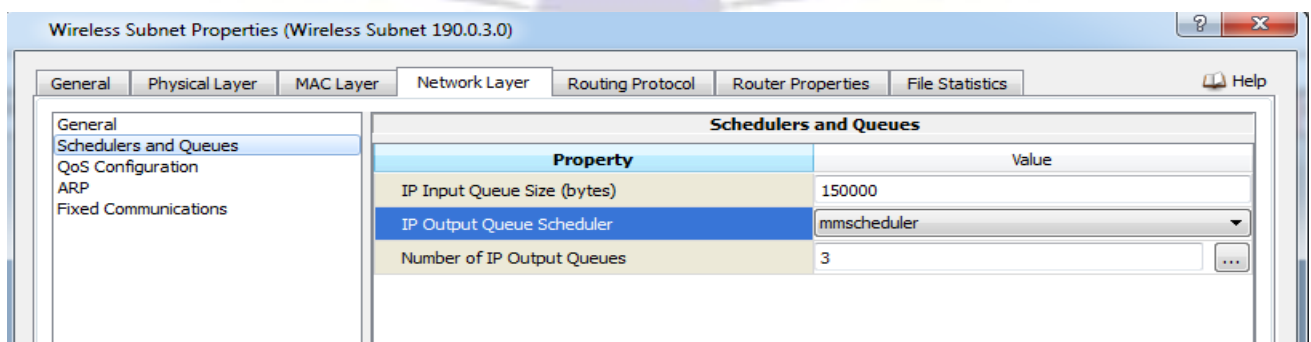 Wireless Subnet Properties (Wireless Subnet 190.0.3.0)
? x
General Physical Layer MAC Layer Network Layer Routing Protocol Router Properties File Statistics Help
General
Schedulers and Queues
QoS Configuration
ARP
Fixed Communications
Schedulers and Queues
Property Value
IP Input Queue Size (bytes) 150000
IP Output Queue Scheduler mmscheduler
Number of IP Output Queues 3 ...